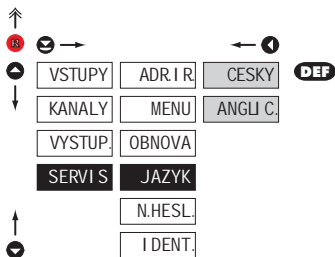 R
VSTUPY ADR.I R. CESKY DEF
KANALY MENU ANGLI C.
VYSTUP. OBNOVA
SERVI S JAZYK
N.HESL.
I DENT.